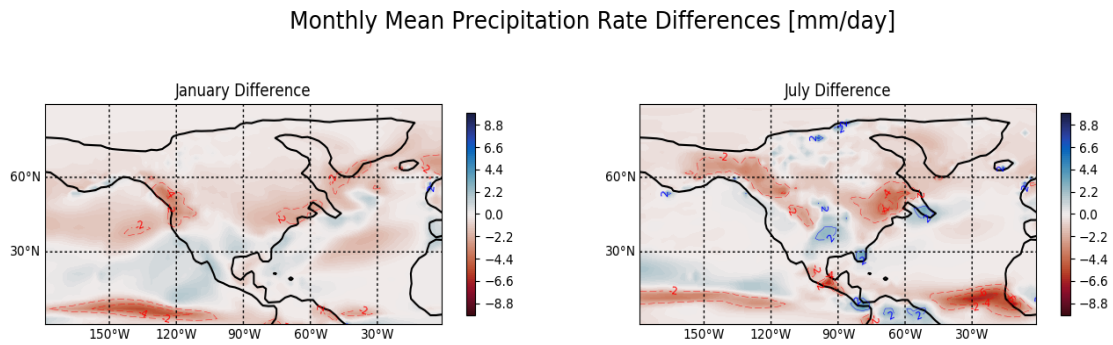 Monthly Mean Precipitation Rate Differences [mm/day]
January Difference
60°N
30°N
150°W 120°W 90°W 60°W 30°W
8.8
6.6
4.4
2.2
0.0
−2.2
−4.4
−6.6
−8.8
July Difference
60°N
30°N
150°W 120°W 90°W 60°W 30°W
8.8
6.6
4.4
2.2
0.0
−2.2
−4.4
−6.6
−8.8